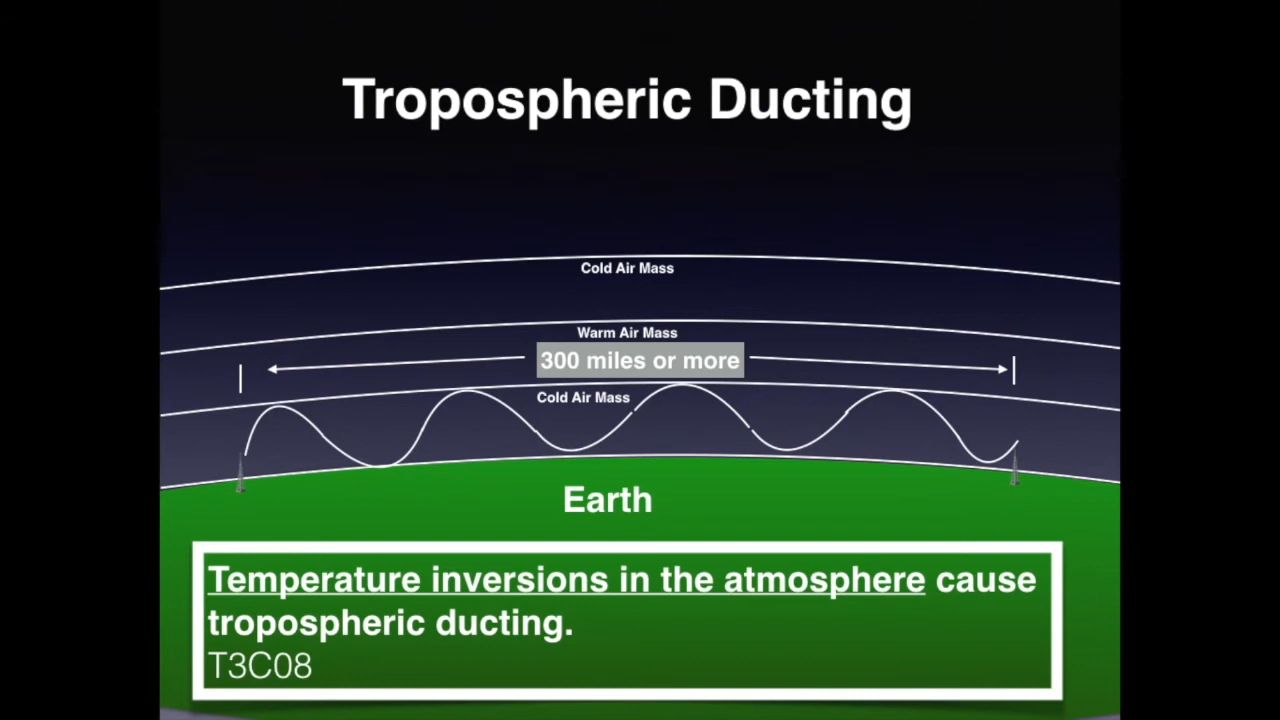 Tropospheric Ducting
Cold Air Mass
Warm Air Mass
300 miles or more
Cold Air Mass
Earth
Temperature inversions in the atmosphere cause
tropospheric ducting.
T3C08